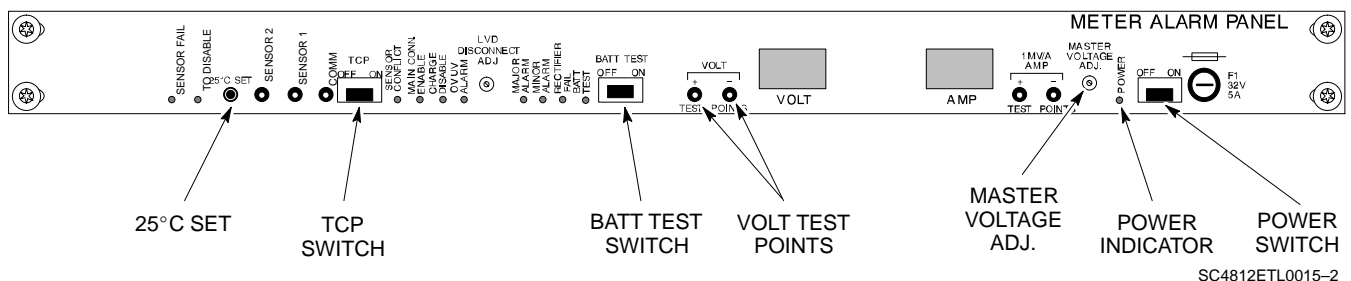 METER ALARM PANEL
SENSOR FAIL
TO DISABLE
25°C SET
SENSOR 2
SENSOR 1
COMM
TCP
OFF ON
SENSOR
CONFLICT
MAIN CONN.
ENABLE
CHARGE
DISABLE
OV/UV
ALARM
LVD
DISCONNECT
ADJ
MAJOR
ALARM
MINOR
ALARM
RECTIFIER
FAIL
BATT
TEST
BATT TEST
OFF ON
VOLT
+ −
TEST POINTS
VOLT
AMP
1MV/A
AMP
+ −
TEST POINT
MASTER
VOLTAGE
ADJ.
POWER
OFF ON
F1
32V
5A
25°C SET
TCP
SWITCH
BATT TEST
SWITCH
VOLT TEST
POINTS
MASTER
VOLTAGE
ADJ.
POWER
INDICATOR
POWER
SWITCH
SC4812ETL0015–2